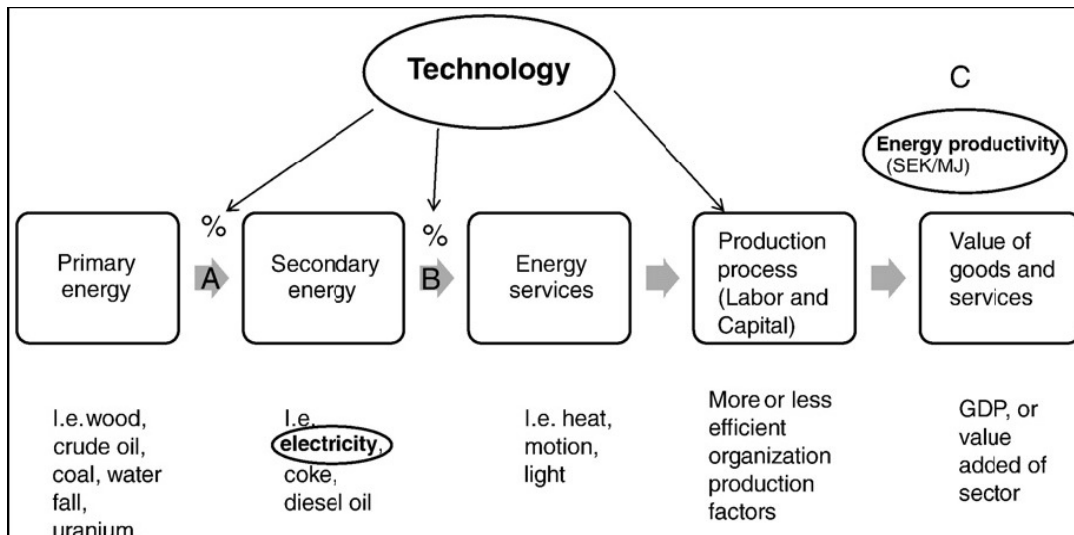 Technology
C
Energy productivity
(SEK/MJ)
%
%
Primary
energy
A
Secondary
energy
B
Energy
services
Production
process
(Labor and
Capital)
Value of
goods and
services
I.e.wood,
crude oil,
coal, water
fall,
uranium
I.e.
electricity,
coke,
diesel oil
I.e. heat,
motion,
light
More or less
efficient
organization
production
factors
GDP, or
value
added of
sector